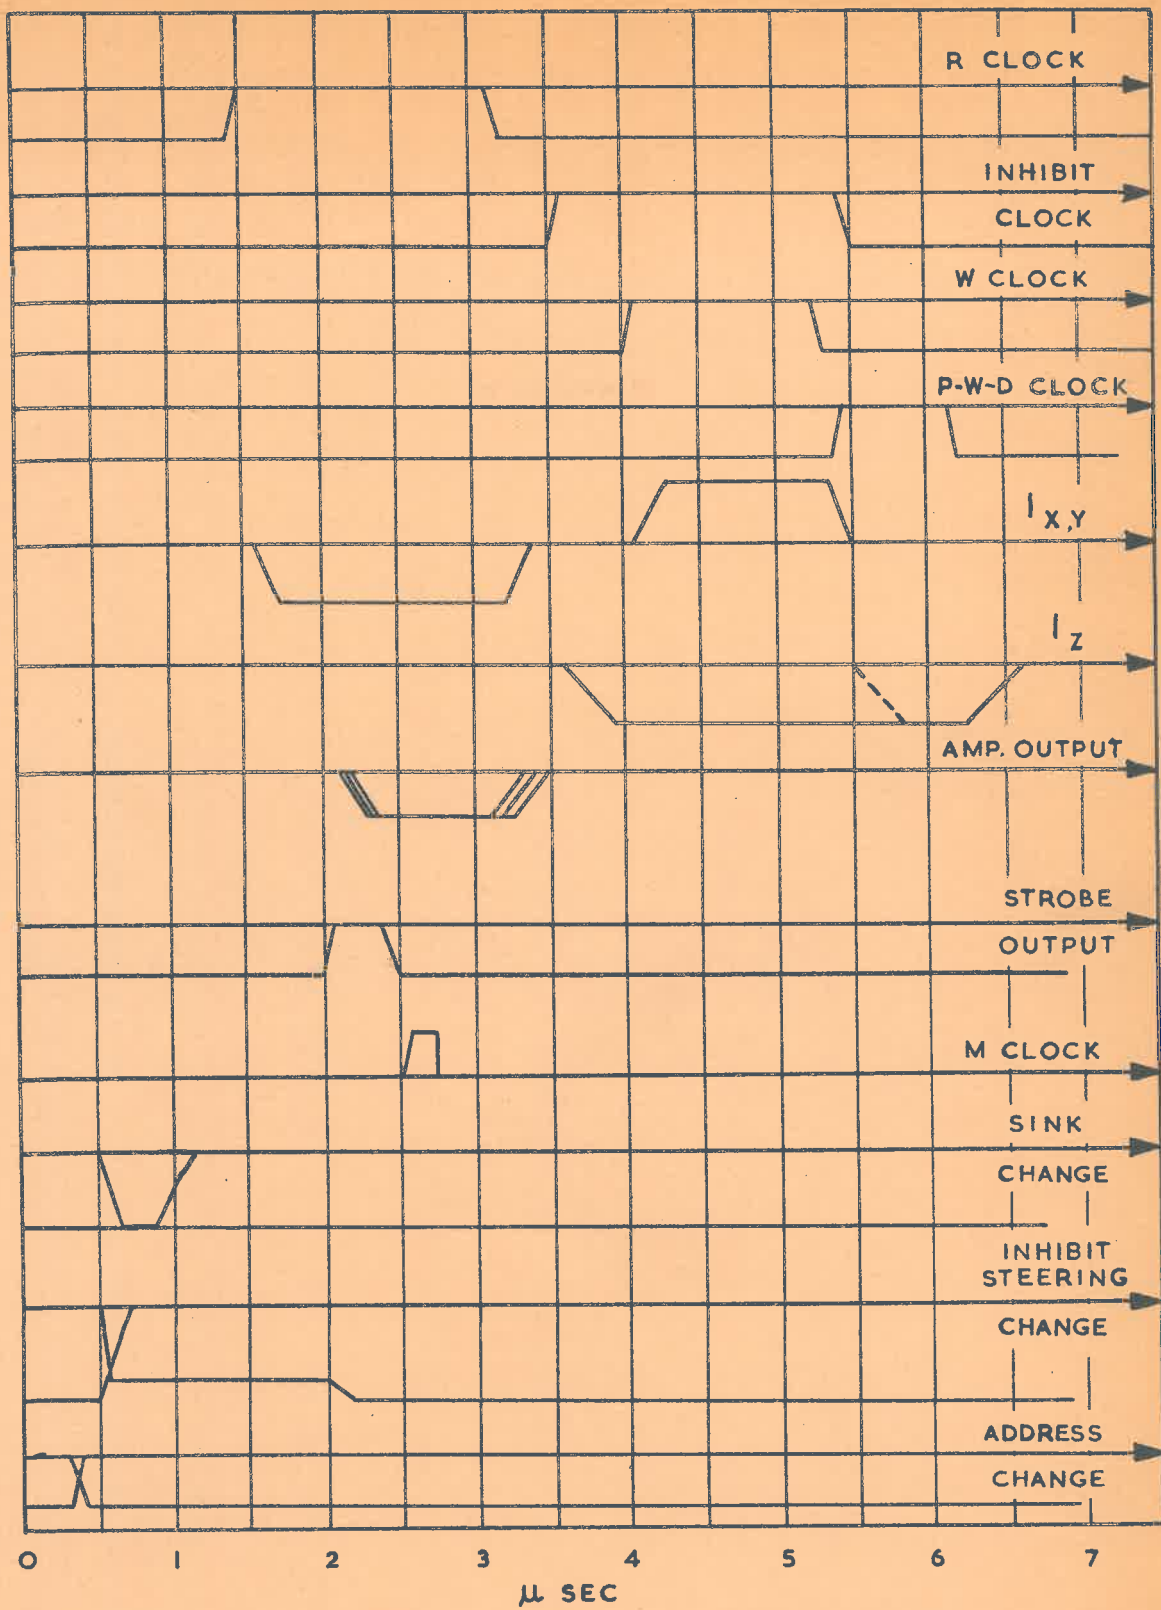 R CLOCK
INHIBIT
CLOCK
W CLOCK
P-W-D CLOCK
I X,Y
I Z
AMP. OUTPUT
STROBE
OUTPUT
M CLOCK
SINK
CHANGE
INHIBIT
STEERING
CHANGE
ADDRESS
CHANGE
0 1 2 3 4 5 6 7
µ SEC